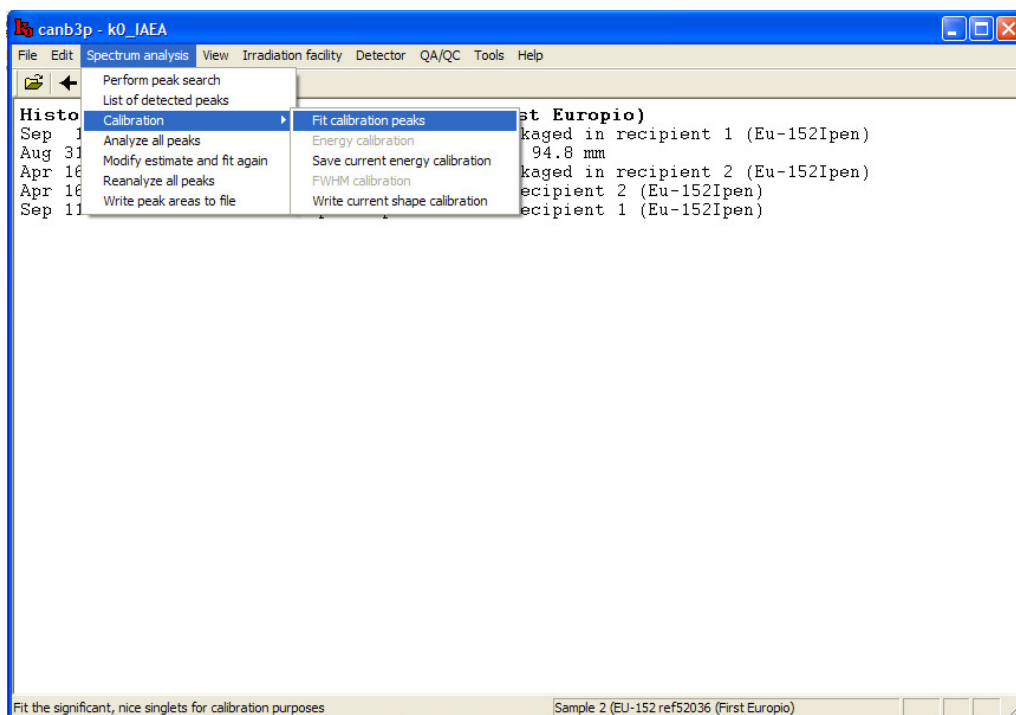 canb3p - k0_IAEA
File Edit Spectrum analysis View Irradiation facility Detector QA/QC Tools Help
Perform peak search
List of detected peaks
Calibration
Analyze all peaks
Modify estimate and fit again
Reanalyze all peaks
Write peak areas to file
Fit calibration peaks
Energy calibration
Save current energy calibration
FWHM calibration
Write current shape calibration
Histo st Europio)
Sep 1 kaged in recipient 1 (Eu-152Ipen)
Aug 31 94.8 mm
Apr 16 kaged in recipient 2 (Eu-152Ipen)
Apr 16 ecipient 2 (Eu-152Ipen)
Sep 11 ecipient 1 (Eu-152Ipen)
Fit the significant, nice singlets for calibration purposes Sample 2 (EU-152 ref52036 (First Europio)